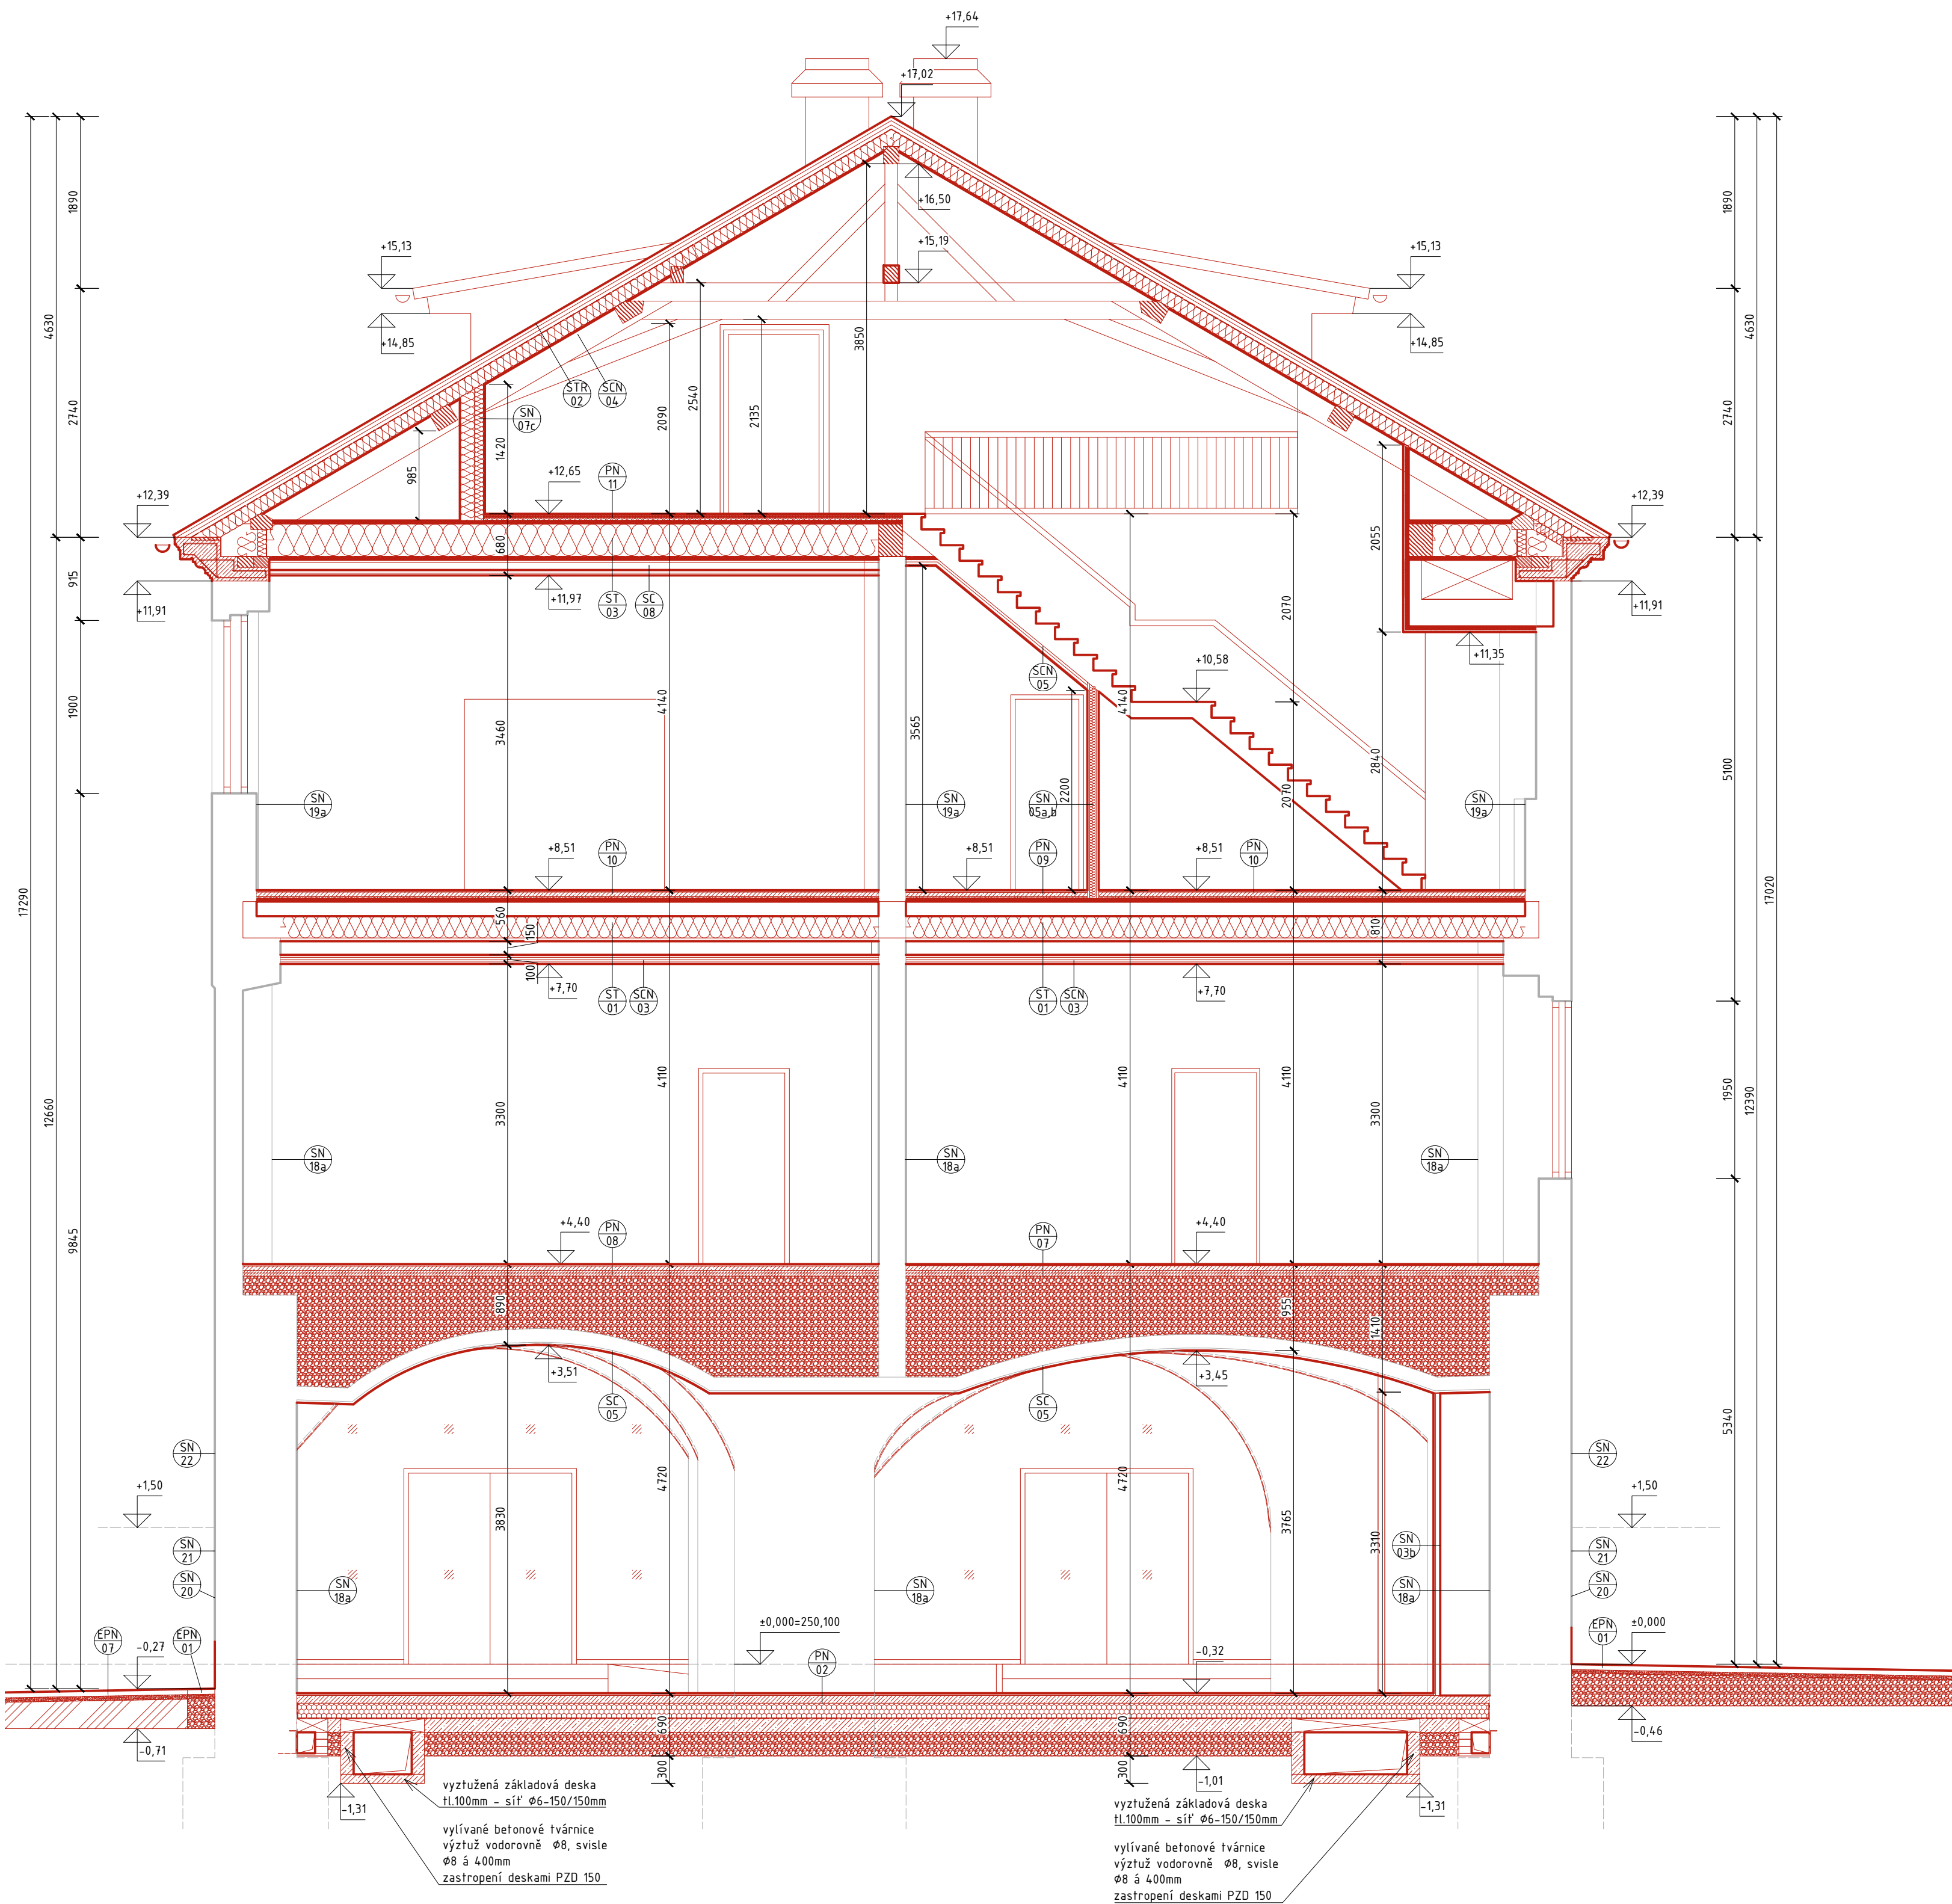 +17,64
+17,02
+16,50
+15,19
+15,13
+15,13
+14,85
+14,85
1890
4630
2740
3850
2540
2090
2135
1420
985
STR
02
SCN
04
SN
07c
PN
11
1890
4630
2740
2055
+12,65
+12,39
+12,39
680
915
+11,91
+11,97
ST
03
SC
08
+11,91
+11,35
2070
1900
3460
4140
3565
SCN
05
4140
+10,58
2200
2070
2840
5100
17290
17020
SN
19a
SN
19a
SN
05a,b
SN
19a
+8,51
PN
10
+8,51
PN
09
+8,51
PN
10
560
150
100
810
+7,70
ST
01
SCN
03
ST
01
SCN
03
+7,70
12660
9845
3300
4110
4110
4110
3300
1950
12390
SN
18a
SN
18a
SN
18a
+4,40
PN
08
PN
07
+4,40
890
955
1410
+3,51
SC
05
SC
05
+3,45
5340
SN
22
SN
22
+1,50
+1,50
3830
4720
4720
3765
3310
SN
21
SN
20
SN
03b
SN
21
SN
20
SN
18a
SN
18a
SN
18a
EPN
07
-0,27
EPN
01
±0,000=250,100
PN
02
-0,32
EPN
01
±0,000
-0,71
-0,46
690
300
690
300
-1,01
-1,31
-1,31
vyztužená základová deska
tl.100mm - síť Ø6-150/150mm
vylívané betonové tvárnice
výztuž vodorovně Ø8, svisle
Ø8 á 400mm
zastropení deskami PZD 150
vyztužená základová deska
tl.100mm - síť Ø6-150/150mm
vylívané betonové tvárnice
výztuž vodorovně Ø8, svisle
Ø8 á 400mm
zastropení deskami PZD 150